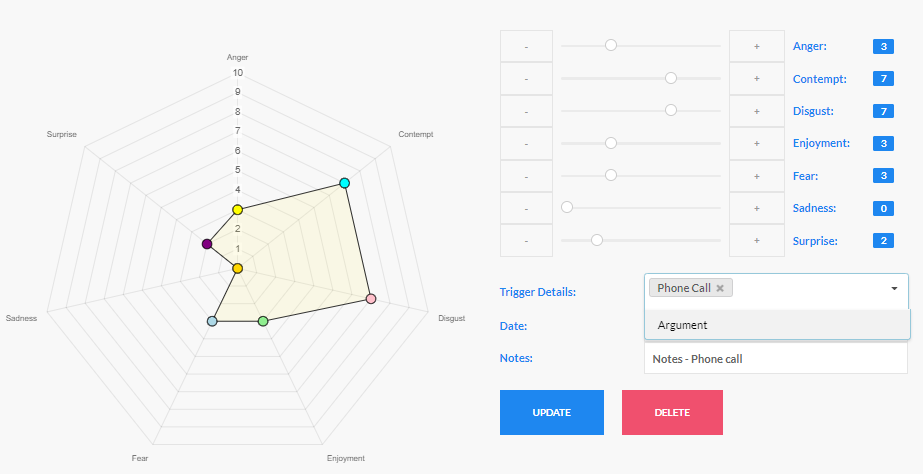 Anger
10
9
8
7
6
5
4
2
1
Surprise
Contempt
Sadness
Disgust
Fear
Enjoyment
- + Anger: 3
- + Contempt: 7
- + Disgust: 7
- + Enjoyment: 3
- + Fear: 3
- + Sadness: 0
- + Surprise: 2
Trigger Details: Phone Call ×
Date: Argument
Notes: Notes - Phone call
UPDATE DELETE